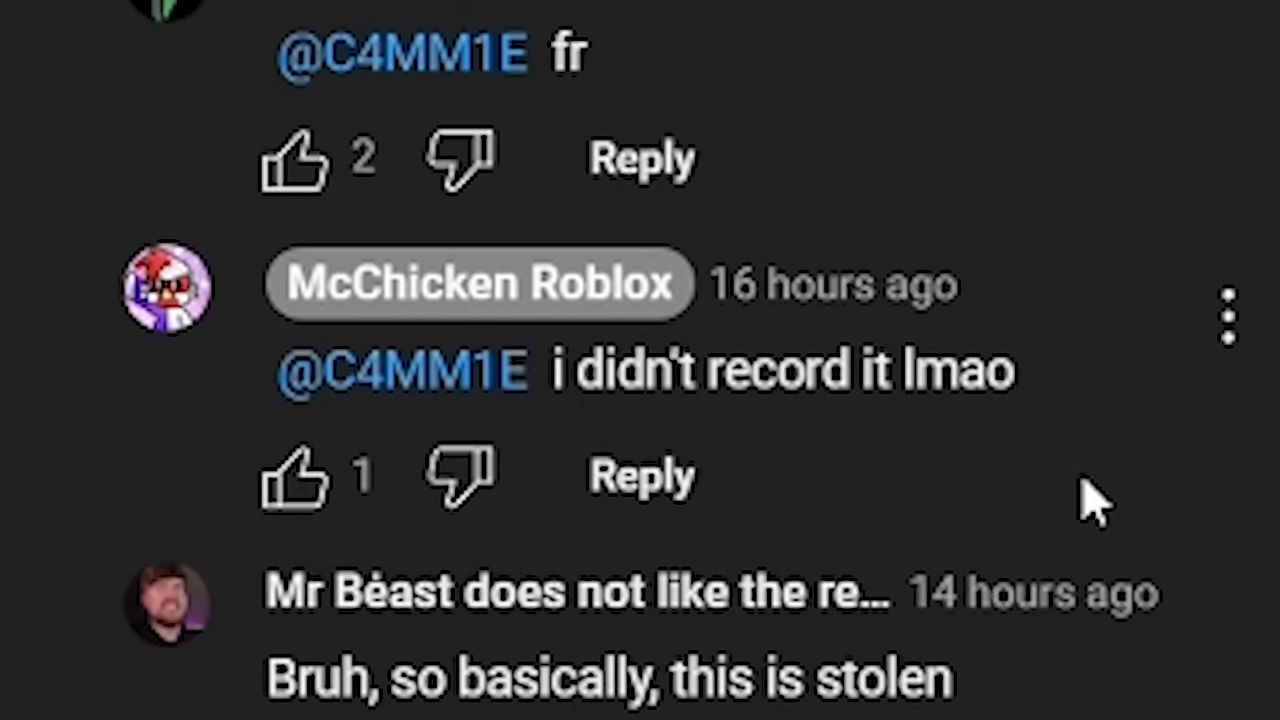 @C4MM1E fr
2 Reply
McChicken Roblox 16 hours ago
@C4MM1E i didn't record it lmao
1 Reply
Mr Bėast does not like the re... 14 hours ago
Bruh, so basically, this is stolen